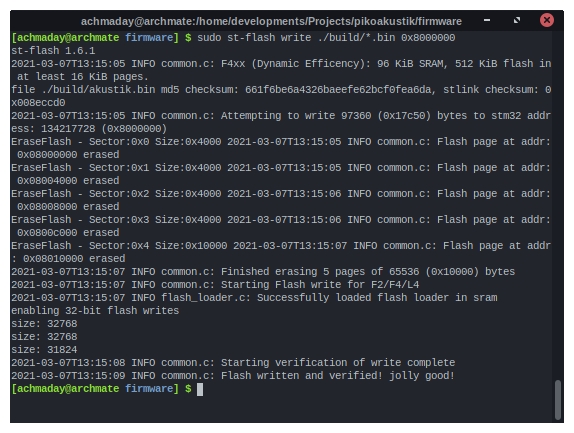 achmaday@archmate:/home/developments/Projects/pikoakustik/firmware
[achmaday@archmate firmware] $ sudo st-flash write ./build/*.bin 0x8000000
st-flash 1.6.1
2021-03-07T13:15:05 INFO common.c: F4xx (Dynamic Efficency): 96 KiB SRAM, 512 KiB flash in
 at least 16 KiB pages.
file ./build/akustik.bin md5 checksum: 661f6be6a4326baeefe62bcf0fea6da, stlink checksum: 0
x008eccd0
2021-03-07T13:15:05 INFO common.c: Attempting to write 97360 (0x17c50) bytes to stm32 addr
ess: 134217728 (0x8000000)
EraseFlash - Sector:0x0 Size:0x4000 2021-03-07T13:15:05 INFO common.c: Flash page at addr:
 0x08000000 erased
EraseFlash - Sector:0x1 Size:0x4000 2021-03-07T13:15:05 INFO common.c: Flash page at addr:
 0x08004000 erased
EraseFlash - Sector:0x2 Size:0x4000 2021-03-07T13:15:06 INFO common.c: Flash page at addr:
 0x08008000 erased
EraseFlash - Sector:0x3 Size:0x4000 2021-03-07T13:15:06 INFO common.c: Flash page at addr:
 0x0800c000 erased
EraseFlash - Sector:0x4 Size:0x10000 2021-03-07T13:15:07 INFO common.c: Flash page at addr
: 0x08010000 erased
2021-03-07T13:15:07 INFO common.c: Finished erasing 5 pages of 65536 (0x10000) bytes
2021-03-07T13:15:07 INFO common.c: Starting Flash write for F2/F4/L4
2021-03-07T13:15:07 INFO flash_loader.c: Successfully loaded flash loader in sram
enabling 32-bit flash writes
size: 32768
size: 32768
size: 31824
2021-03-07T13:15:08 INFO common.c: Starting verification of write complete
2021-03-07T13:15:09 INFO common.c: Flash written and verified! jolly good!
[achmaday@archmate firmware] $